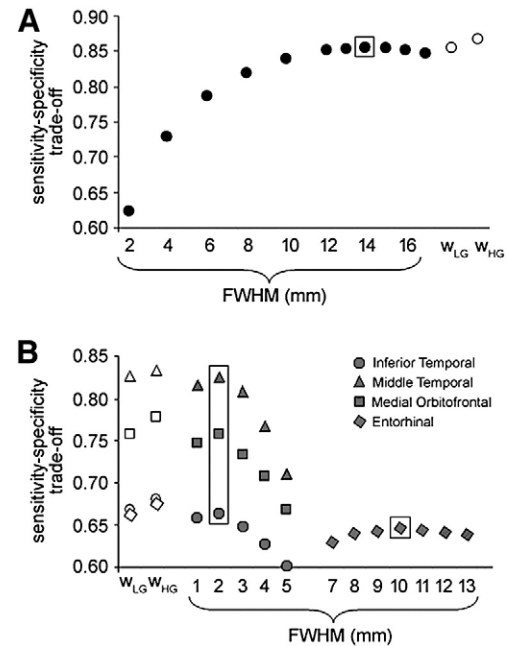 A
sensitivity-specificity
trade-off
0.90
0.85
0.80
0.75
0.70
0.65
0.60
2 4 6 8 10 12 14 16 wLG wHG
FWHM (mm)
B
sensitivity-specificity
trade-off
0.85
0.80
0.75
0.70
0.65
0.60
Inferior Temporal
Middle Temporal
Medial Orbitofrontal
Entorhinal
wLG wHG 1 2 3 4 5 7 8 9 10 11 12 13
FWHM (mm)